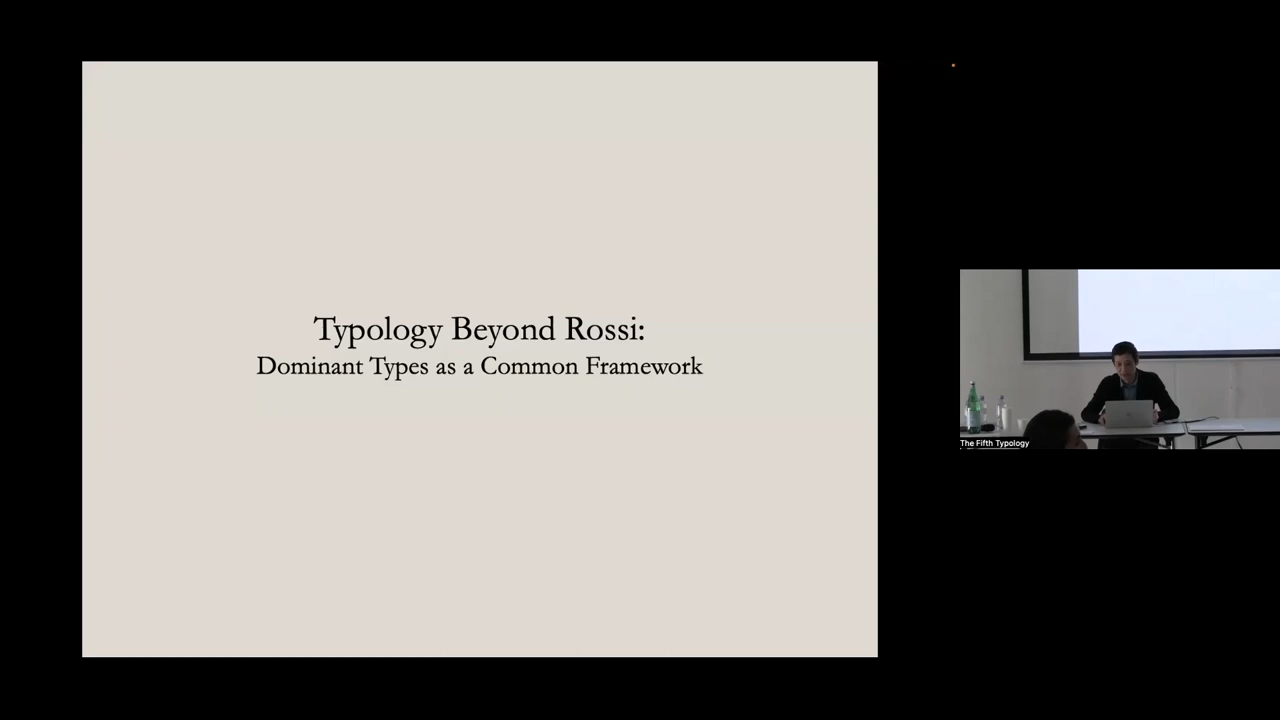 Typology Beyond Rossi:
Dominant Types as a Common Framework
The Fifth Typology